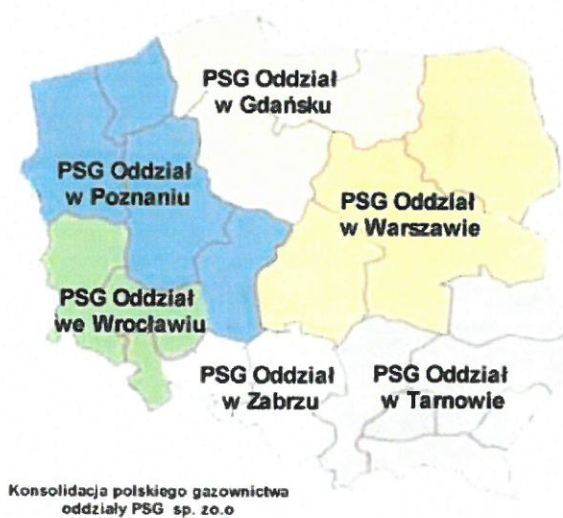 PSG Oddział
w Gdańsku
PSG Oddział
w Poznaniu
PSG Oddział
w Warszawie
PSG Oddział
we Wrocławiu
PSG Oddział
w Zabrzu
PSG Oddział
w Tarnowie
Konsolidacja polskiego gazownictwa
oddziały PSG sp. zo.o